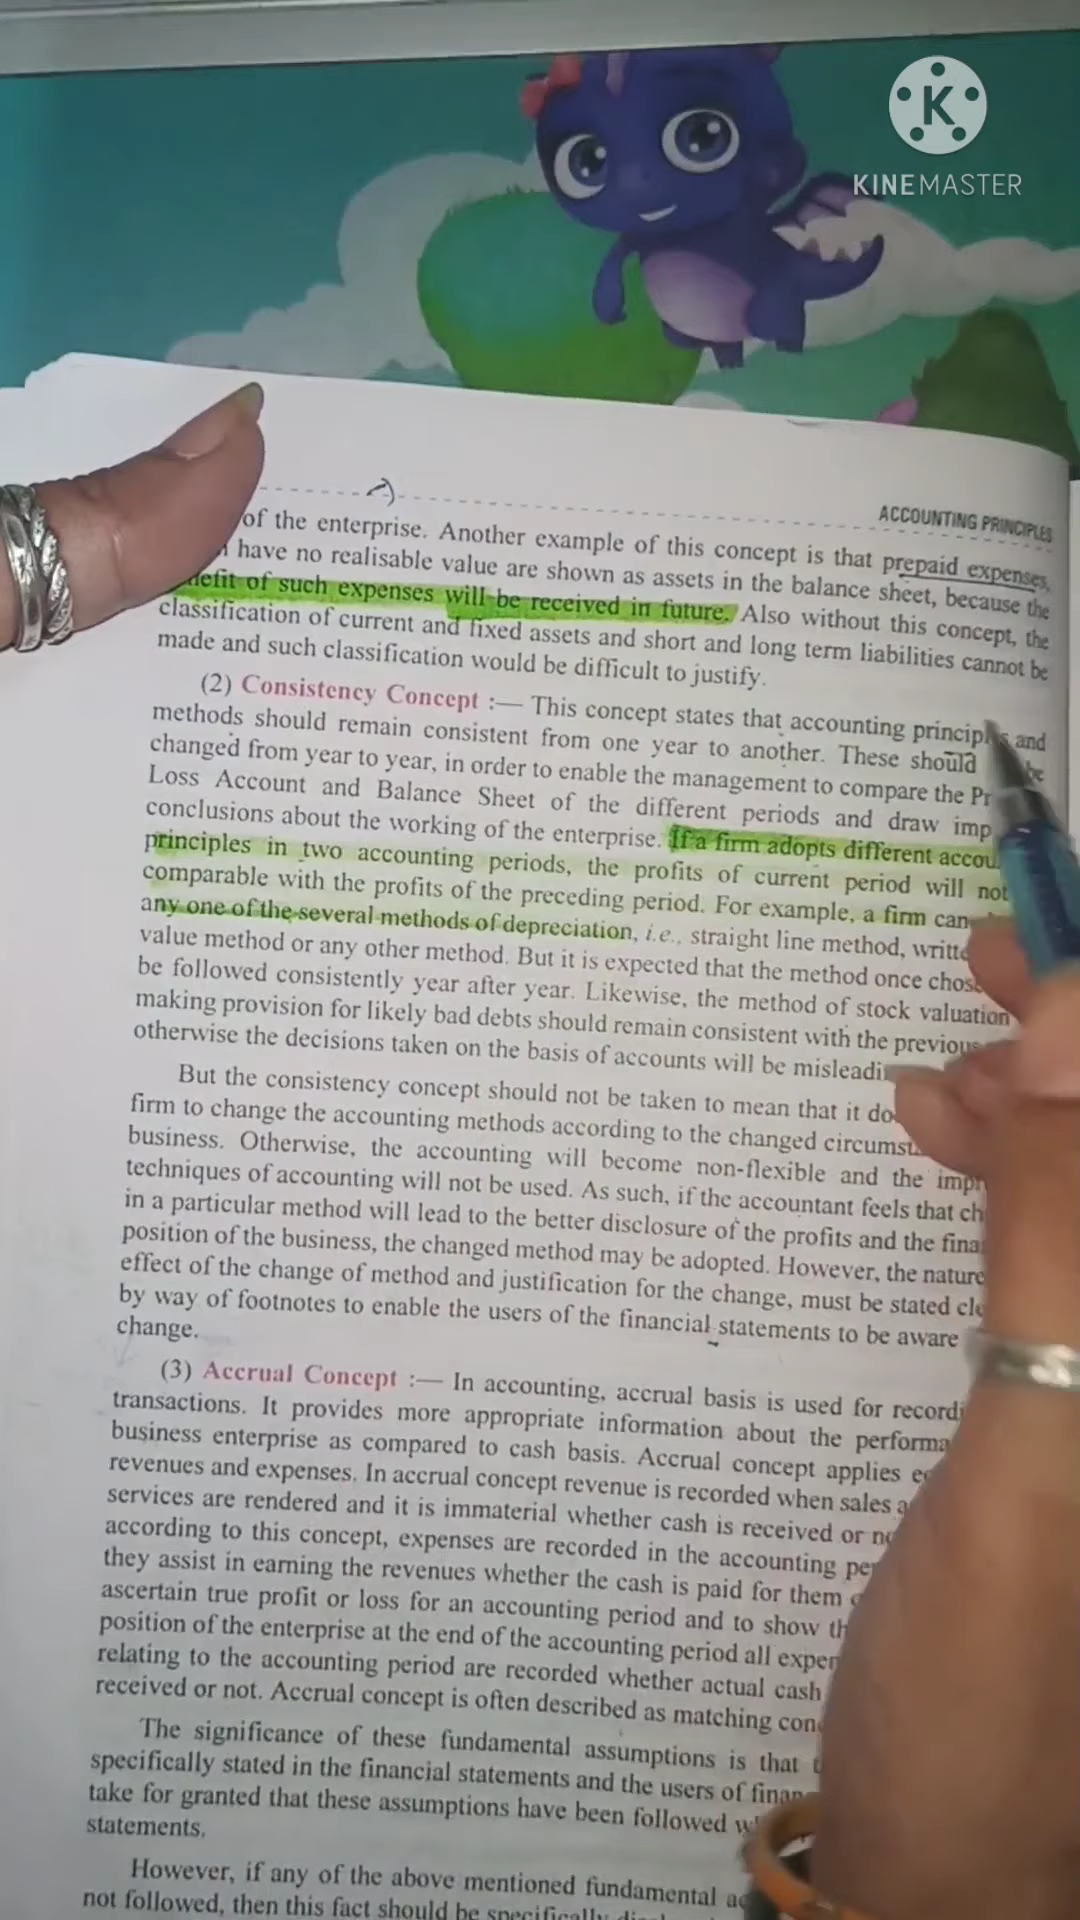 KINEMASTER
ACCOUNTING PRINCIPLES
of the enterprise. Another example of this concept is that prepaid expenses,
have no realisable value are shown as assets in the balance sheet, because the
of such expenses will be received in future. Also without this concept, the
classification of current and fixed assets and short and long term liabilities cannot be
made and such classification would be difficult to justify.
(2) Consistency Concept :— This concept states that accounting principles and
methods should remain consistent from one year to another. These should be
changed from year to year, in order to enable the management to compare the
Loss Account and Balance Sheet of the different periods and draw
conclusions about the working of the enterprise. If a firm adopts different
principles in two accounting periods, the profits of current period will not
comparable with the profits of the preceding period. For example, a firm can
any one of the several methods of depreciation, i.e., straight line method,
value method or any other method. But it is expected that the method once
be followed consistently year after year. Likewise, the method of stock valuation
making provision for likely bad debts should remain consistent with the
otherwise the decisions taken on the basis of accounts will be
But the consistency concept should not be taken to mean that it
firm to change the accounting methods according to the changed
business. Otherwise, the accounting will become non-flexible and the
techniques of accounting will not be used. As such, if the accountant feels that
in a particular method will lead to the better disclosure of the profits and the
position of the business, the changed method may be adopted. However, the nature
effect of the change of method and justification for the change, must be stated
by way of footnotes to enable the users of the financial statements to be aware
change.
(3) Accrual Concept :— In accounting, accrual basis is used for
transactions. It provides more appropriate information about the
business enterprise as compared to cash basis. Accrual concept applies
revenues and expenses. In accrual concept revenue is recorded when sales
services are rendered and it is immaterial whether cash is received or
according to this concept, expenses are recorded in the accounting
they assist in earning the revenues whether the cash is paid for them
ascertain true profit or loss for an accounting period and to show
position of the enterprise at the end of the accounting period all
relating to the accounting period are recorded whether actual cash
received or not. Accrual concept is often described as matching
The significance of these fundamental assumptions is that
specifically stated in the financial statements and the users of
take for granted that these assumptions have been followed
statements.
However, if any of the above mentioned fundamental
not followed, then this fact should be specifically